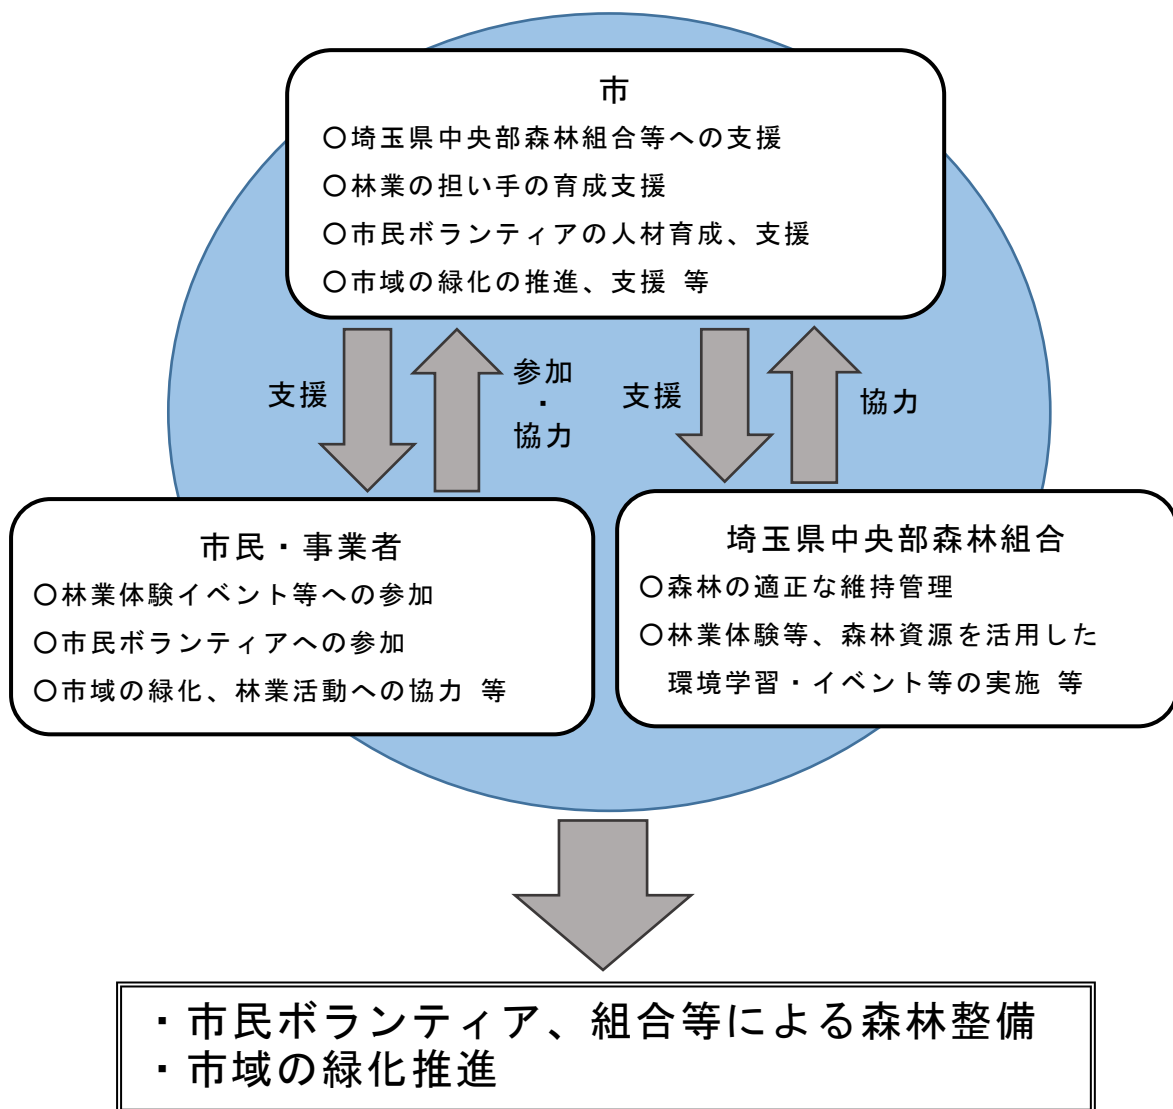 市
〇埼玉県中央部森林組合等への支援
〇林業の担い手の育成支援
〇市民ボランティアの人材育成、支援
〇市域の緑化の推進、支援 等
支援
参加
・
協力
支援
協力
市民・事業者
〇林業体験イベント等への参加
〇市民ボランティアへの参加
〇市域の緑化、林業活動への協力 等
埼玉県中央部森林組合
〇森林の適正な維持管理
〇林業体験等、森林資源を活用した
環境学習・イベント等の実施 等
・市民ボランティア、組合等による森林整備
・市域の緑化推進